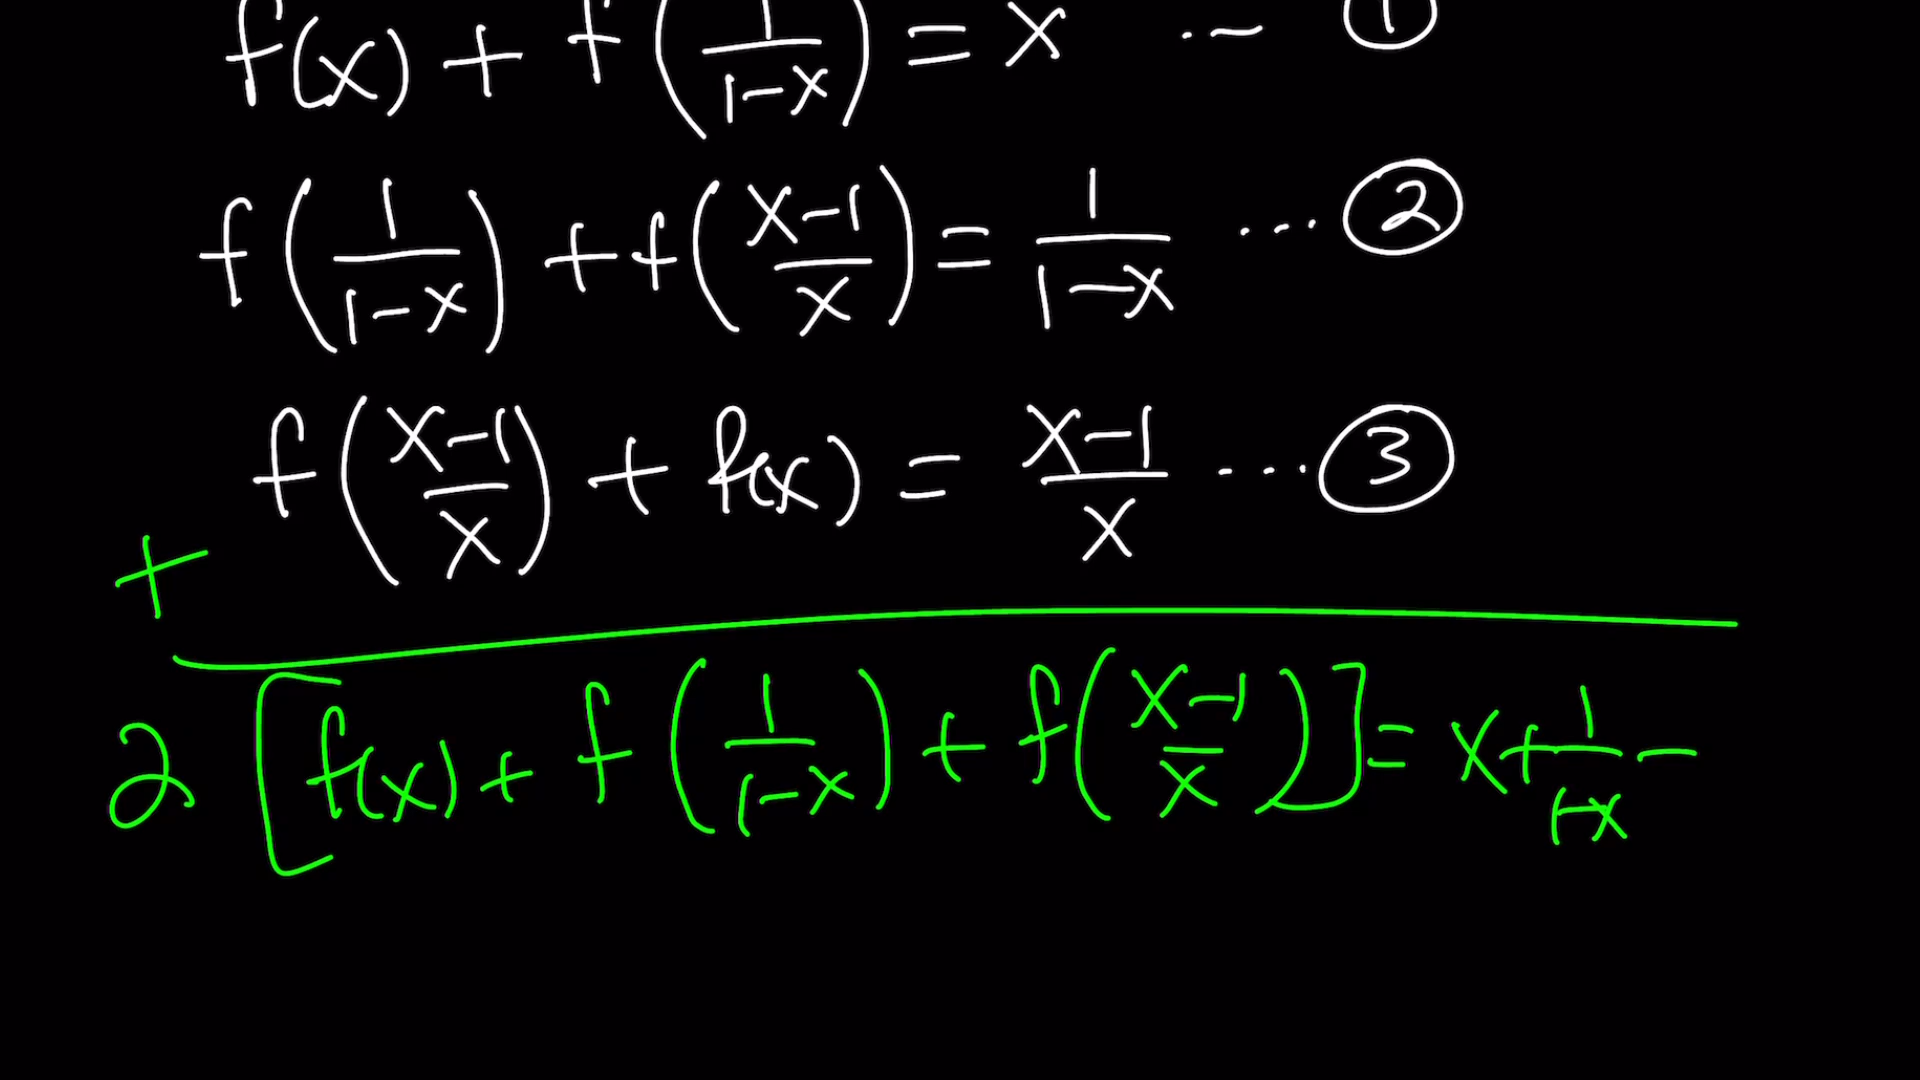 f(x) + f(1/(1-x)) = x ... ①
f(1/(1-x)) + f((x-1)/x) = 1/(1-x) ... ②
f((x-1)/x) + f(x) = (x-1)/x ... ③
+
2 [f(x) + f(1/(1-x)) + f((x-1)/x)] = x + 1/(1-x) -